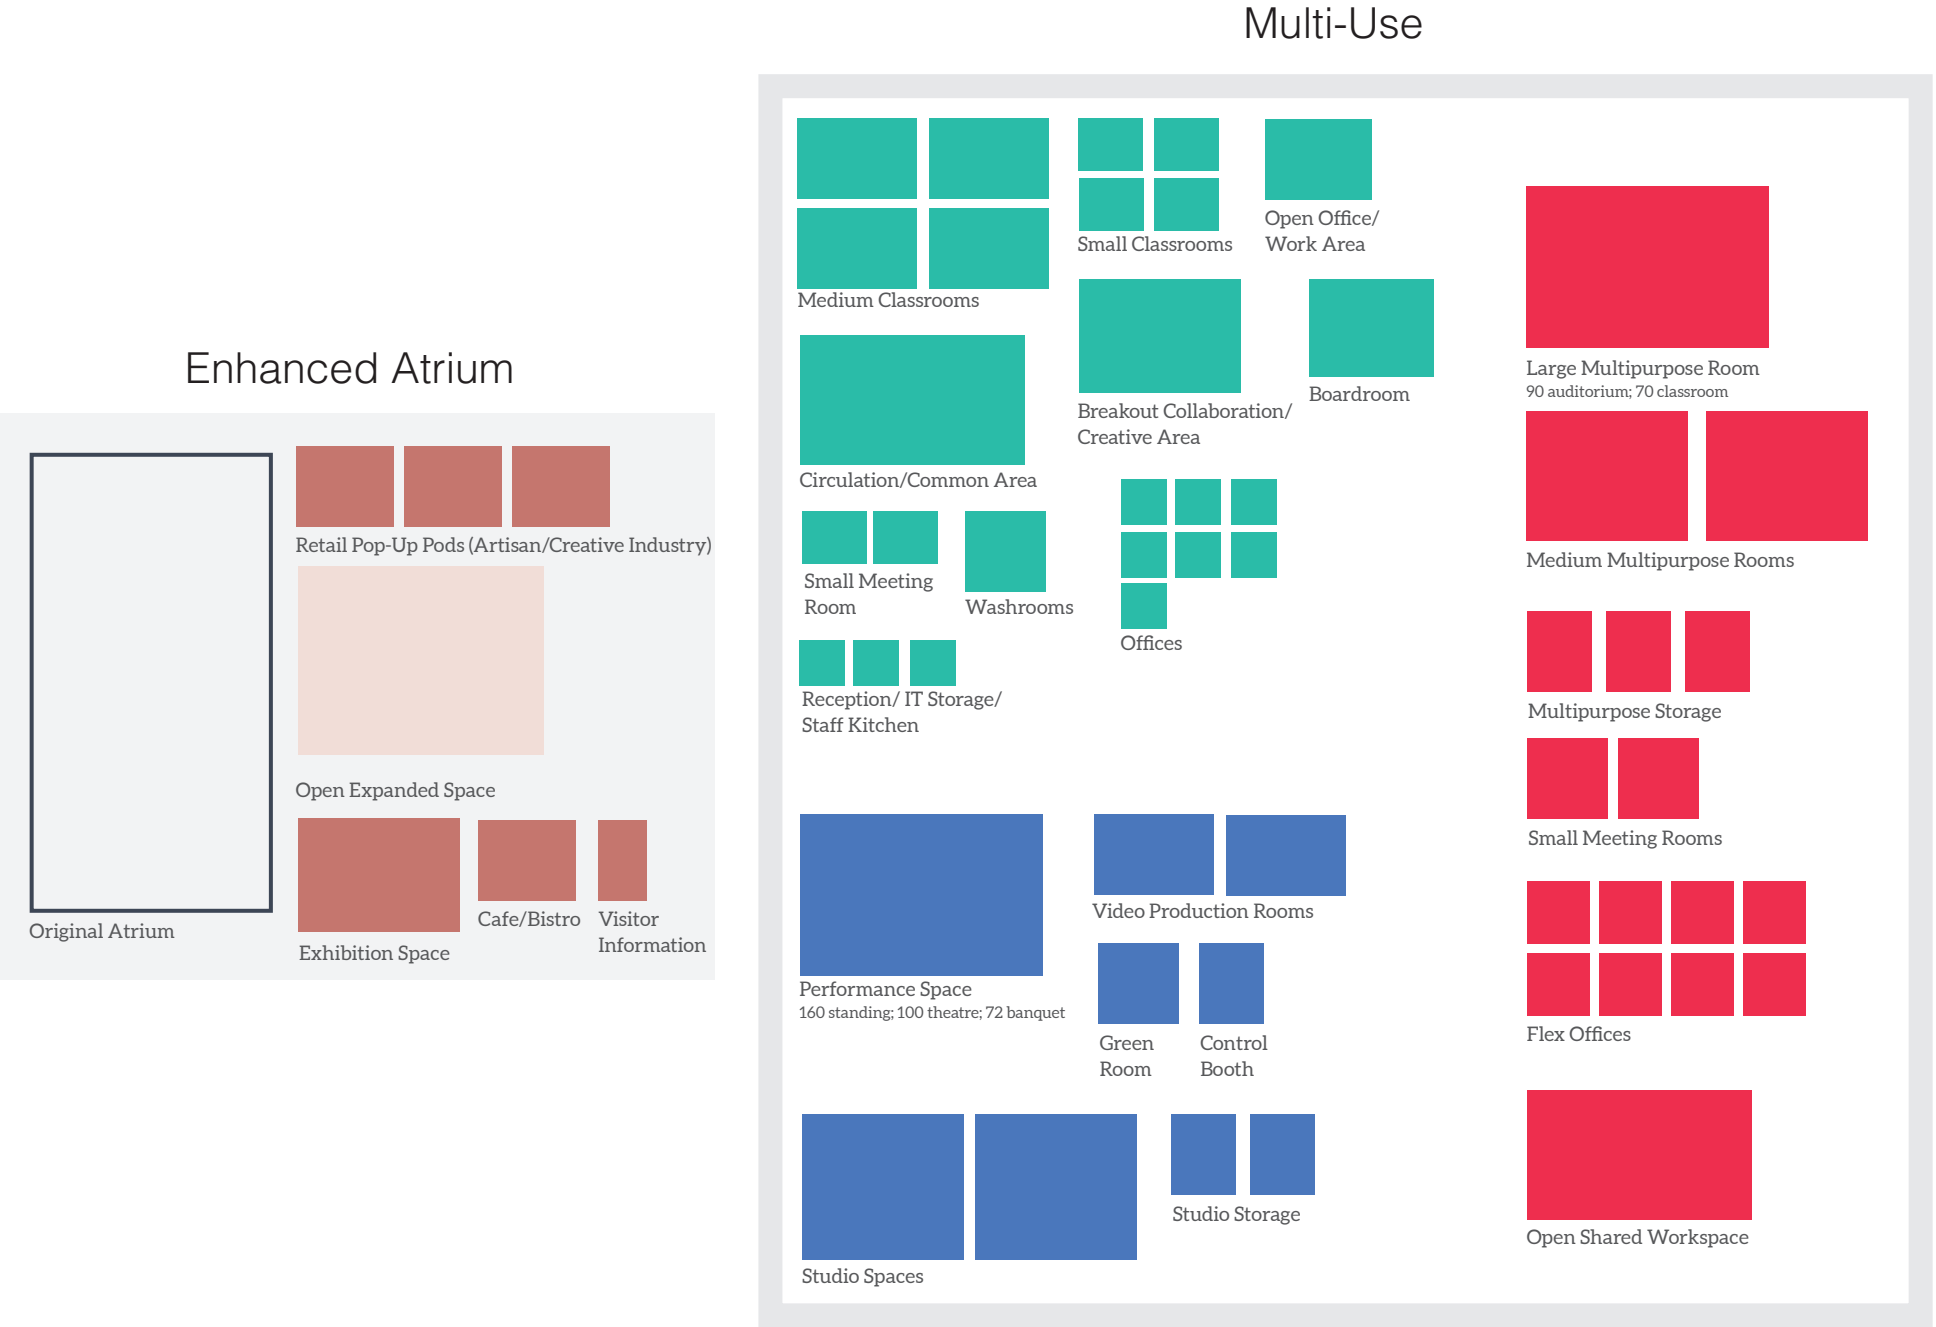 Multi-Use
Enhanced Atrium
Original Atrium
Retail Pop-Up Pods (Artisan/Creative Industry)
Open Expanded Space
Exhibition Space
Cafe/Bistro
Visitor
Information
Medium Classrooms
Small Classrooms
Open Office/
Work Area
Circulation/Common Area
Breakout Collaboration/
Creative Area
Boardroom
Small Meeting
Room
Washrooms
Offices
Reception/ IT Storage/
Staff Kitchen
Performance Space
160 standing; 100 theatre; 72 banquet
Video Production Rooms
Green
Room
Control
Booth
Studio Spaces
Studio Storage
Large Multipurpose Room
90 auditorium; 70 classroom
Medium Multipurpose Rooms
Multipurpose Storage
Small Meeting Rooms
Flex Offices
Open Shared Workspace